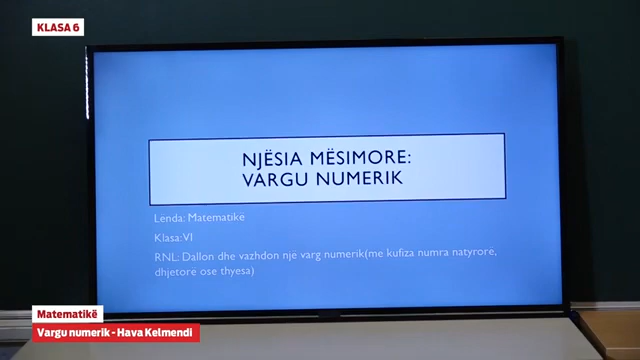 KLASA 6
NJËSIA MËSIMORE:
VARGU NUMERIK
Lënda: Matematikë
Klasa: VI
RNL: Dallon dhe vazhdon një varg numerik(me kufiza numra natyrorë,
dhjetorë ose thyesa)
Matematikë
Vargu numerik - Hava Kelmendi